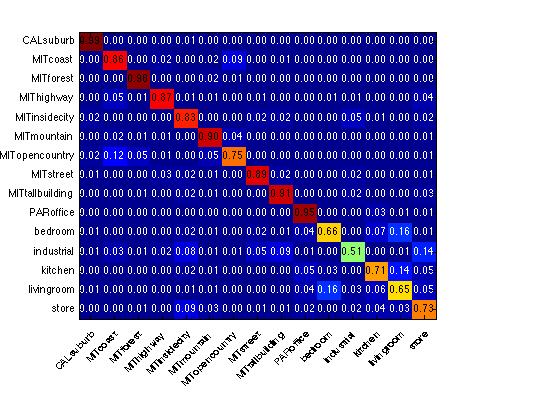 CALsuburb 0.99 0.00 0.00 0.00 0.01 0.00 0.00 0.00 0.00 0.00 0.00 0.00 0.00 0.00 0.00
MITcoast 0.00 0.86 0.00 0.02 0.00 0.02 0.09 0.00 0.01 0.00 0.00 0.00 0.00 0.00 0.00
MITforest 0.00 0.00 0.96 0.00 0.00 0.02 0.01 0.01 0.00 0.00 0.00 0.00 0.00 0.00 0.00
MIThighway 0.00 0.05 0.01 0.87 0.01 0.01 0.02 0.00 0.01 0.00 0.00 0.01 0.00 0.00 0.04
MITinsidecity 0.02 0.00 0.00 0.00 0.83 0.00 0.00 0.02 0.02 0.00 0.00 0.05 0.01 0.00 0.02
MITmountain 0.00 0.02 0.01 0.01 0.00 0.90 0.04 0.00 0.00 0.00 0.00 0.00 0.00 0.00 0.01
MITopencountry 0.02 0.12 0.05 0.01 0.00 0.05 0.75 0.00 0.00 0.00 0.00 0.00 0.00 0.00 0.00
MITstreet 0.01 0.00 0.00 0.03 0.02 0.01 0.00 0.89 0.02 0.00 0.00 0.01 0.00 0.00 0.01
MITtallbuilding 0.00 0.01 0.00 0.00 0.02 0.01 0.00 0.00 0.91 0.00 0.00 0.02 0.00 0.00 0.03
PARoffice 0.00 0.00 0.00 0.00 0.00 0.00 0.00 0.00 0.00 0.95 0.00 0.00 0.03 0.01 0.01
bedroom 0.01 0.00 0.00 0.00 0.02 0.01 0.00 0.02 0.01 0.04 0.66 0.00 0.07 0.16 0.01
industrial 0.01 0.03 0.01 0.02 0.08 0.01 0.01 0.05 0.09 0.01 0.00 0.51 0.01 0.00 0.14
kitchen 0.00 0.00 0.00 0.00 0.02 0.01 0.00 0.00 0.00 0.05 0.03 0.00 0.71 0.14 0.05
livingroom 0.01 0.00 0.00 0.00 0.02 0.01 0.00 0.00 0.00 0.04 0.16 0.03 0.06 0.65 0.05
store 0.00 0.00 0.01 0.00 0.09 0.03 0.00 0.01 0.01 0.02 0.00 0.02 0.04 0.03 0.73
CALsuburb MITcoast MITforest MIThighway MITinsidecity MITmountain MITopencountry MITstreet MITtallbuilding PARoffice bedroom industrial kitchen livingroom store